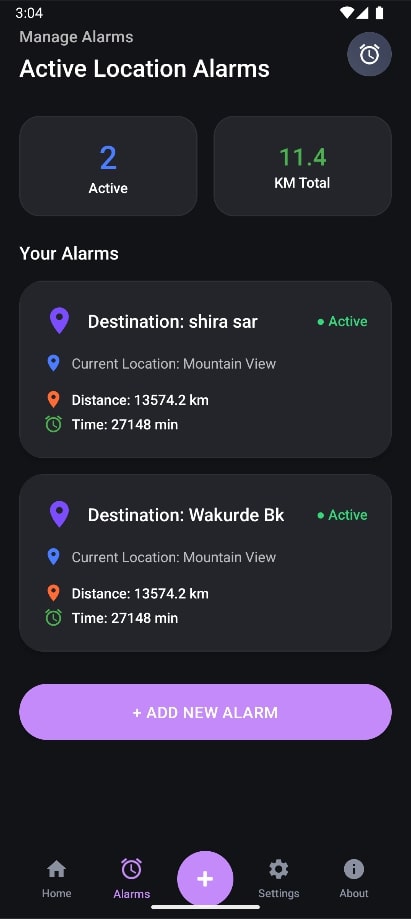 3:04
Manage Alarms
Active Location Alarms
2
Active
11.4
KM Total
Your Alarms
Destination: shira sar
● Active
Current Location: Mountain View
Distance: 13574.2 km
Time: 27148 min
Destination: Wakurde Bk
● Active
Current Location: Mountain View
Distance: 13574.2 km
Time: 27148 min
+ ADD NEW ALARM
Home
Alarms
+
Settings
About